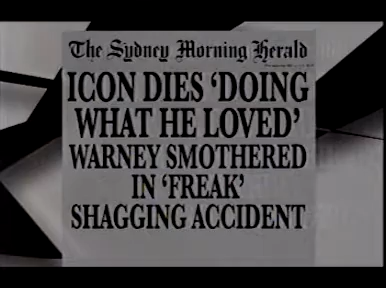 The Sydney Morning Herald
ICON DIES ‘DOING
WHAT HE LOVED’
WARNEY SMOTHERED
IN ‘FREAK’
SHAGGING ACCIDENT